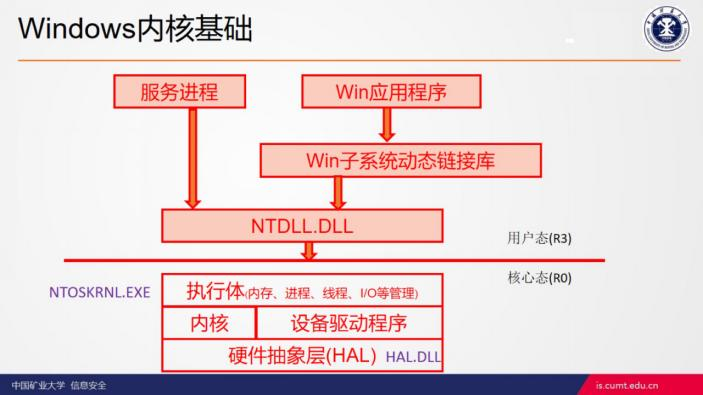 Windows内核基础
服务进程
Win应用程序
Win子系统动态链接库
NTDLL.DLL
用户态(R3)
核心态(R0)
NTOSKRNL.EXE
执行体(内存、进程、线程、I/O等管理)
内核
设备驱动程序
硬件抽象层(HAL)
HAL.DLL
中国矿业大学 信息安全
is.cumt.edu.cn